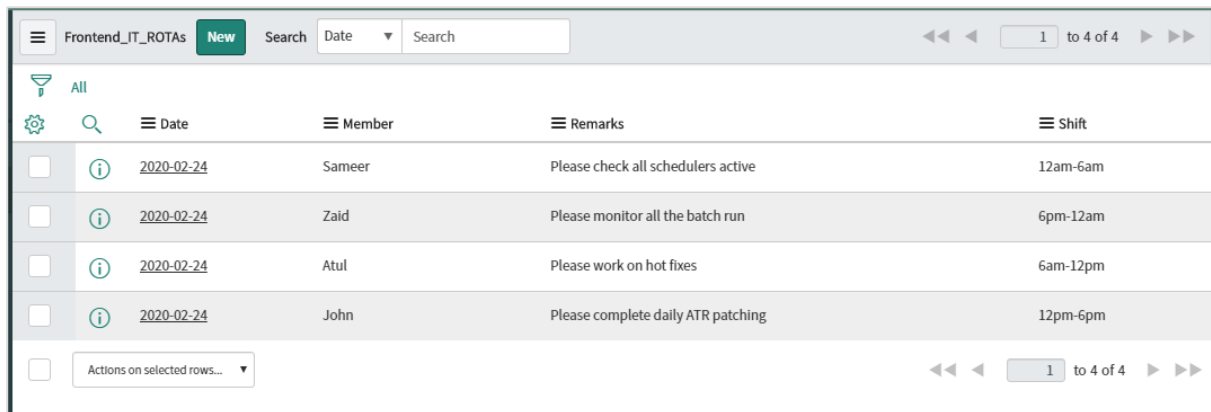 Frontend_IT_ROTAs New Search Date Search 1 to 4 of 4
All
Date Member Remarks Shift
2020-02-24 Sameer Please check all schedulers active 12am-6am
2020-02-24 Zaid Please monitor all the batch run 6pm-12am
2020-02-24 Atul Please work on hot fixes 6am-12pm
2020-02-24 John Please complete daily ATR patching 12pm-6pm
Actions on selected rows... 1 to 4 of 4